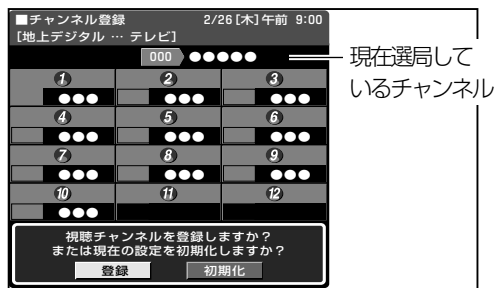 ■チャンネル登録 2/26[木]午前 9:00
[地上デジタル … テレビ]
000 ●●●●●
現在選局して
いるチャンネル
1 2 3
●●● ●●● ●●●
4 5 6
●●● ●●● ●●●
7 8 9
●●● ●●● ●●●
10 11 12
●●●
視聴チャンネルを登録しますか？
または現在の設定を初期化しますか？
登録 初期化